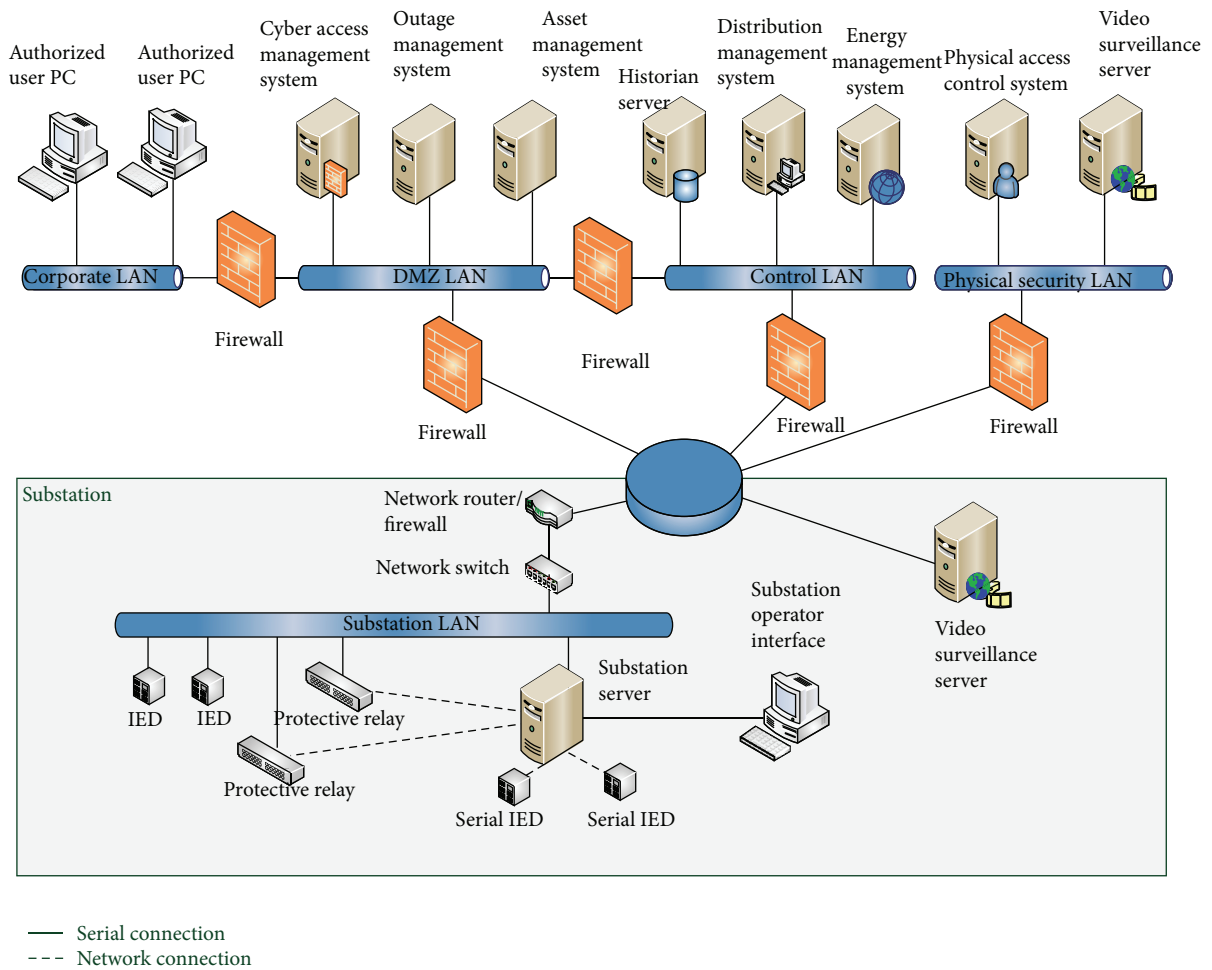 Authorized
user PC
Authorized
user PC
Cyber access
management
system
Outage
management
system
Asset
management
system
Historian
server
Distribution
management
system
Energy
management
system
Physical access
control system
Video
surveillance
server
Corporate LAN
DMZ LAN
Control LAN
Physical security LAN
Firewall
Firewall
Firewall
Firewall
Firewall
Substation
Network router/
firewall
Network switch
Substation LAN
Substation
operator
interface
Video
surveillance
server
Substation
server
IED
IED
Protective relay
Protective relay
Serial IED
Serial IED
Serial connection
Network connection